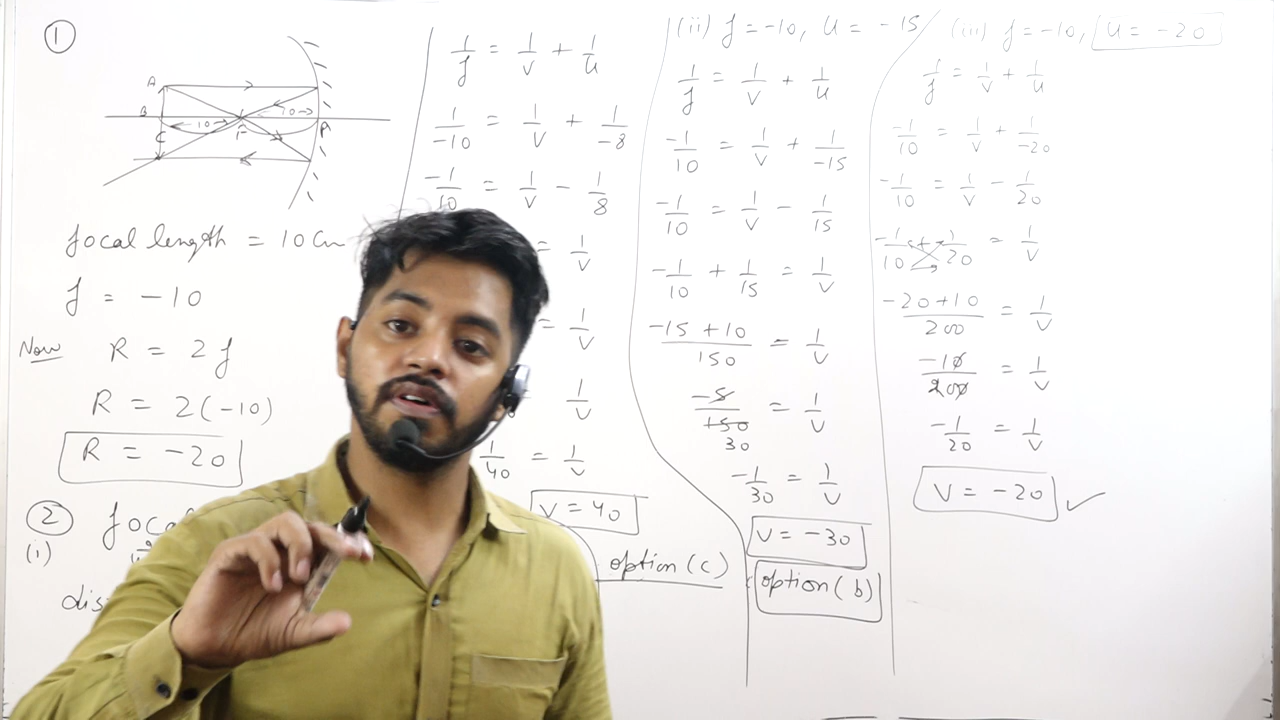 ①
A
B
C
10
F
10
P
focal length = 10 Cm
f = -10
Now R = 2f
R = 2(-10)
R = -20
②
(i)
1/f = 1/v + 1/u
1/-10 = 1/v + 1/-8
-1/10 = 1/v - 1/8
= 1/v
= 1/v
1/v
1/40 = 1/v
v = 40
option (c)
(ii) f = -10, u = -15
1/f = 1/v + 1/u
-1/10 = 1/v + 1/-15
-1/10 = 1/v - 1/15
-1/10 + 1/15 = 1/v
-15 + 10/150 = 1/v
-5/150 = 1/v
30
-1/30 = 1/v
v = -30
option (b)
(iii) f = -10, u = -20
1/f = 1/v + 1/u
-1/10 = 1/v + 1/-20
-1/10 = 1/v - 1/20
-1/10 + 1/20 = 1/v
-20 + 10/200 = 1/v
-10/200 = 1/v
-1/20 = 1/v
v = -20